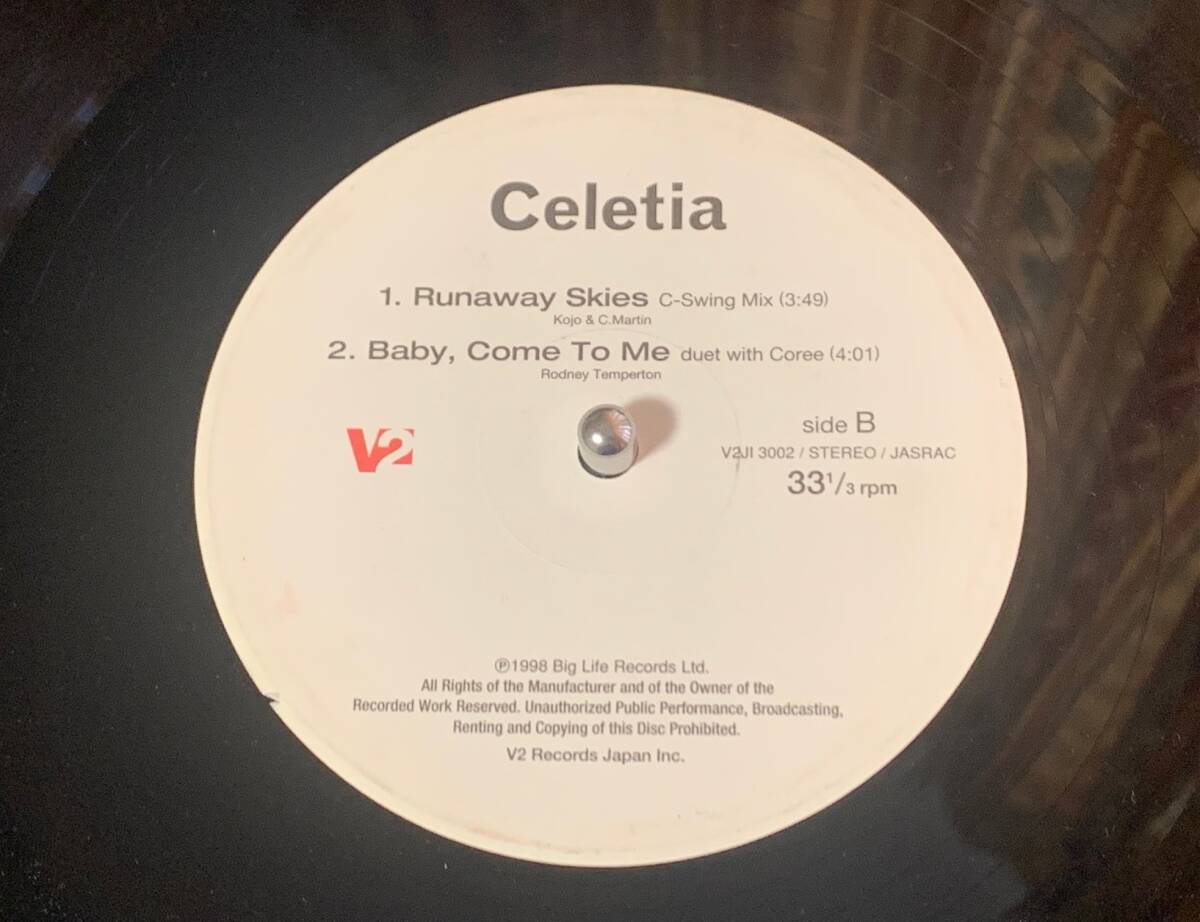 Celetia
1. Runaway Skies C-Swing Mix (3:49)
Kojo & C.Martin
2. Baby, Come To Me duet with Coree (4:01)
Rodney Temperton
V2
side B
V2JI 3002 / STEREO / JASRAC
33 1/3 rpm
℗1998 Big Life Records Ltd.
All Rights of the Manufacturer and of the Owner of the
Recorded Work Reserved. Unauthorized Public Performance, Broadcasting,
Renting and Copying of this Disc Prohibited.
V2 Records Japan Inc.